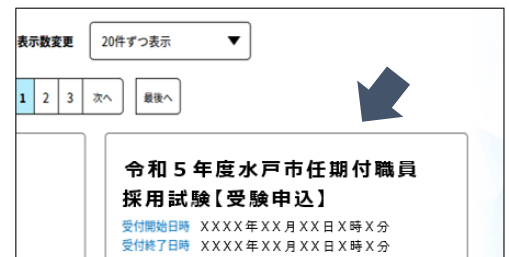 表示数変更 20件ずつ表示 ▼
1 2 3 次へ 最後へ
令和5年度水戸市任期付職員
採用試験【受験申込】
受付開始日時 XXXX年XX月XX日X時X分
受付終了日時 XXXX年XX月XX日X時X分